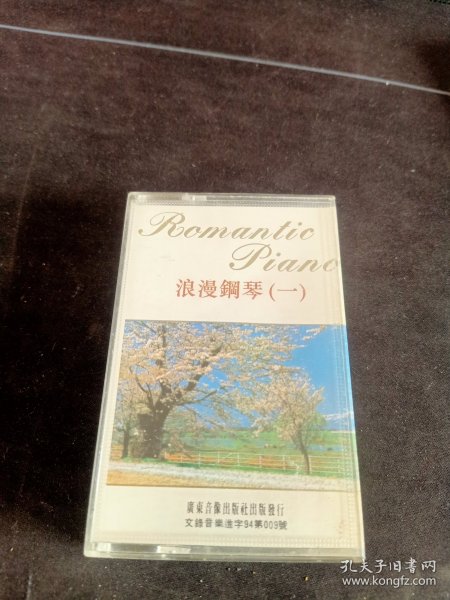 Romantic
Piano
浪漫鋼琴(一)
廣東音像出版社出版發行
文錄音樂進字94第009號
孔夫子旧书网
www.kongfz.com